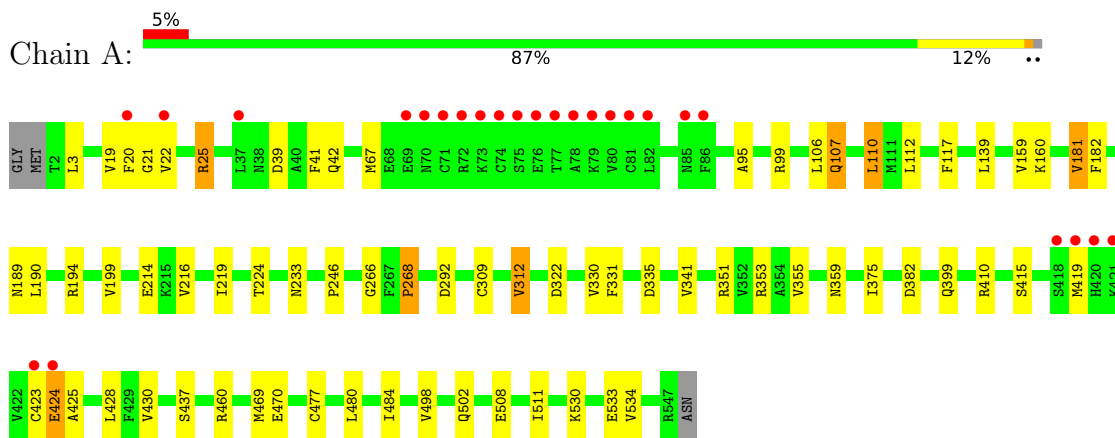 5%
Chain A:
87% 12% ••
GLY MET T2 L3 V19 F20 G21 V22 R25 L37 N38 D39 A40 F41 Q42 M67 E68 E69 N70 C71 R72 K73 C74 S75 E76 T77 A78 K79 V80 C81 L82 N85 F86 A95 R99 L106 Q107 L110 M111 L112 F117 L139 V159 K160 V181 F182
N189 L190 R194 V199 E214 K215 V216 I219 T224 N233 P246 G266 F267 P268 D292 C309 V312 D322 V330 F331 D335 V341 R351 V352 R353 A354 V355 N359 I375 D382 Q399 R410 S415 S418 M419 H420 K421
V422 C423 E424 A425 L428 F429 V430 S437 R460 M469 E470 C477 L480 I484 V498 Q502 E508 I511 K530 E533 V534 R547 ASN